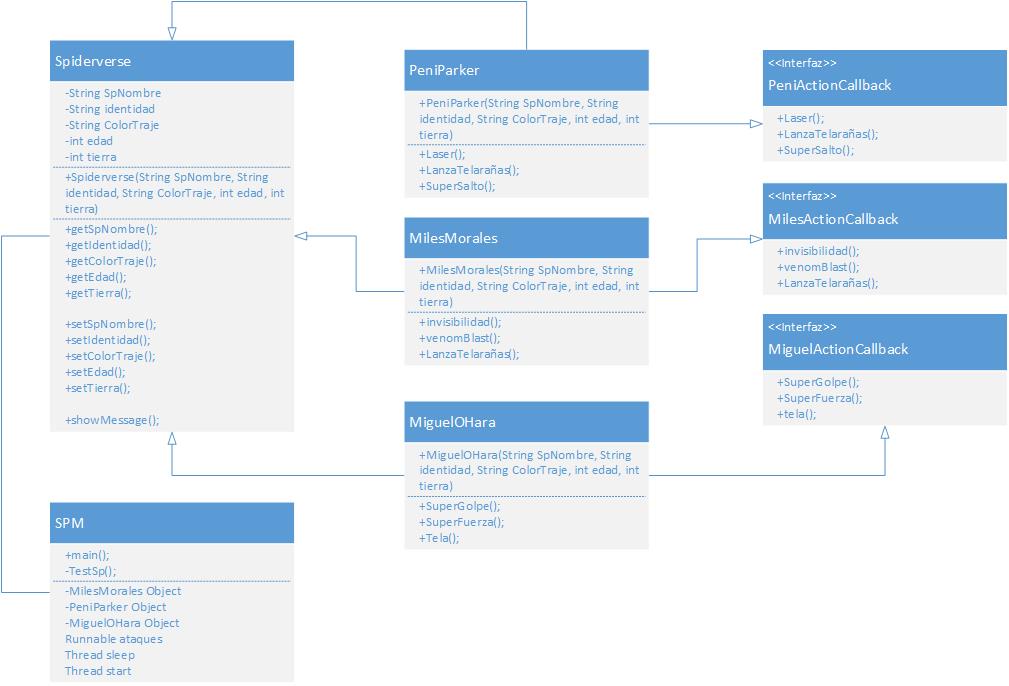 Spiderverse
-String SpNombre
-String identidad
-String ColorTraje
-int edad
-int tierra
+Spiderverse(String SpNombre, String
identidad, String ColorTraje, int edad, int
tierra)
+getSpNombre();
+getIdentidad();
+getColorTraje();
+getEdad();
+getTierra();
+setSpNombre();
+setIdentidad();
+setColorTraje();
+setEdad();
+setTierra();
+showMessage();
SPM
+main();
-TestSp();
-MilesMorales Object
-PeniParker Object
-MiguelOHara Object
Runnable ataques
Thread sleep
Thread start
PeniParker
+PeniParker(String SpNombre, String
identidad, String ColorTraje, int edad, int
tierra)
+Laser();
+LanzaTelarañas();
+SuperSalto();
MilesMorales
+MilesMorales(String SpNombre, String
identidad, String ColorTraje, int edad, int
tierra)
+invisibilidad();
+venomBlast();
+LanzaTelarañas();
MiguelOHara
+MiguelOHara(String SpNombre, String
identidad, String ColorTraje, int edad, int
tierra)
+SuperGolpe();
+SuperFuerza();
+Tela();
<<Interfaz>>
PeniActionCallback
+Laser();
+LanzaTelarañas();
+SuperSalto();
<<Interfaz>>
MilesActionCallback
+invisibilidad();
+venomBlast();
+LanzaTelarañas();
<<Interfaz>>
MiguelActionCallback
+SuperGolpe();
+SuperFuerza();
+tela();